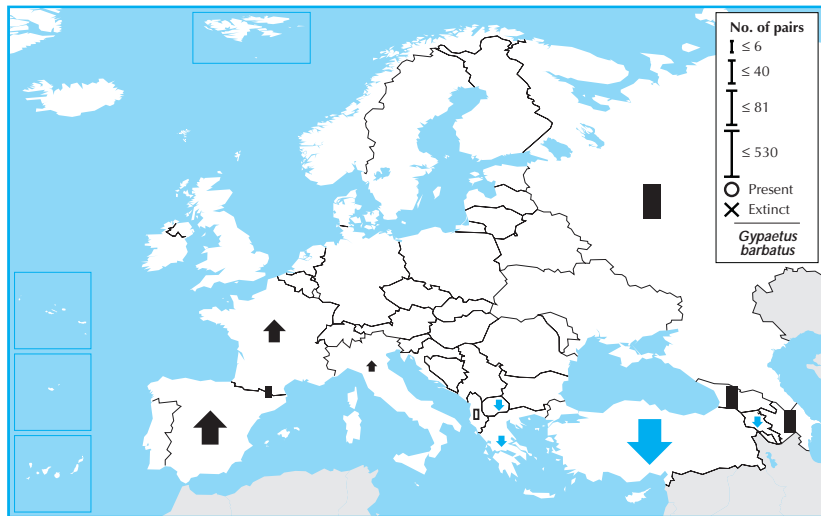 No. of pairs
≤ 6
≤ 40
≤ 81
≤ 530
Present
Extinct
Gypaetus
barbatus